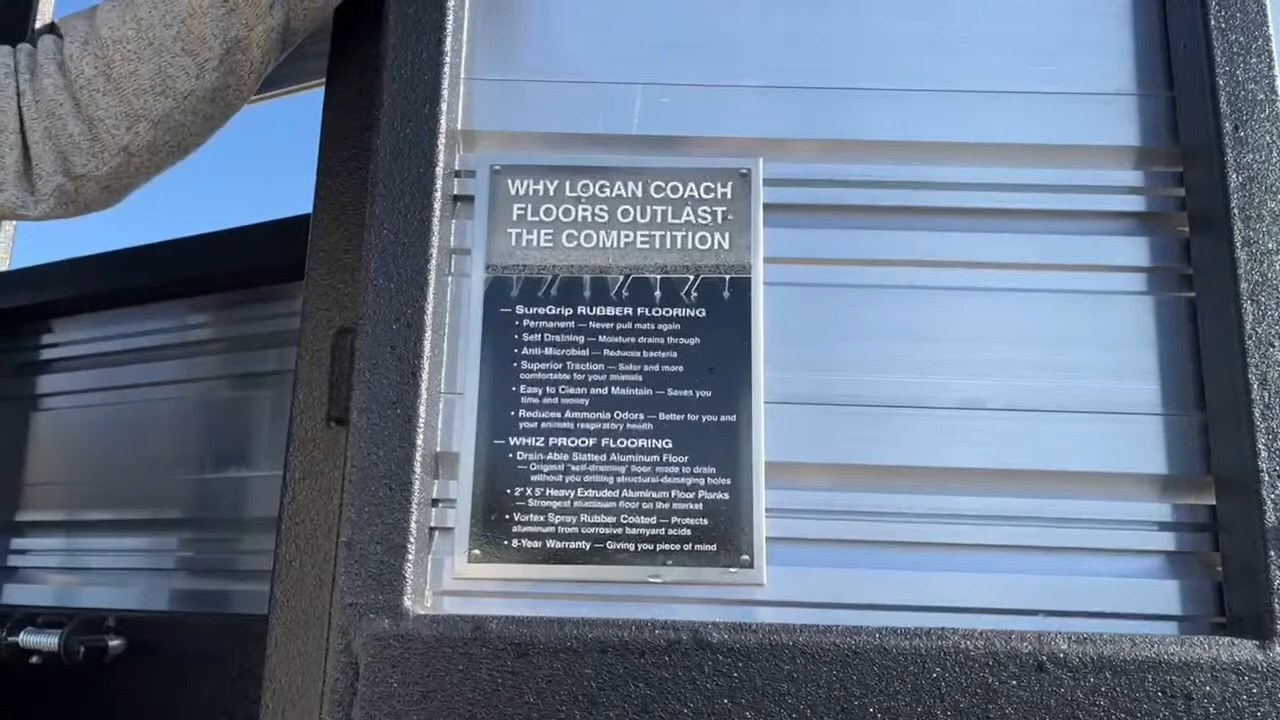 WHY LOGAN COACH
FLOORS OUTLAST
THE COMPETITION
— SureGrip RUBBER FLOORING
• Permanent — Never pull mats again
• Self Draining — Moisture drains through
• Anti-Microbial — Reduces bacteria
• Superior Traction — Safer and more
comfortable for your animals
• Easy to Clean and Maintain — Saves you
time and money
• Reduces Ammonia Odors — Better for you and
your animals respiratory health
— WHIZ PROOF FLOORING
• Drain-Able Slatted Aluminum Floor
— Original "self-draining" floor, made to drain
without you drilling structural-damaging holes
• 2" X 5" Heavy Extruded Aluminum Floor Planks
— Strongest aluminum floor on the market
• Vortex Spray Rubber Coated — Protects
aluminum from corrosive barnyard acids
• 8-Year Warranty — Giving you piece of mind